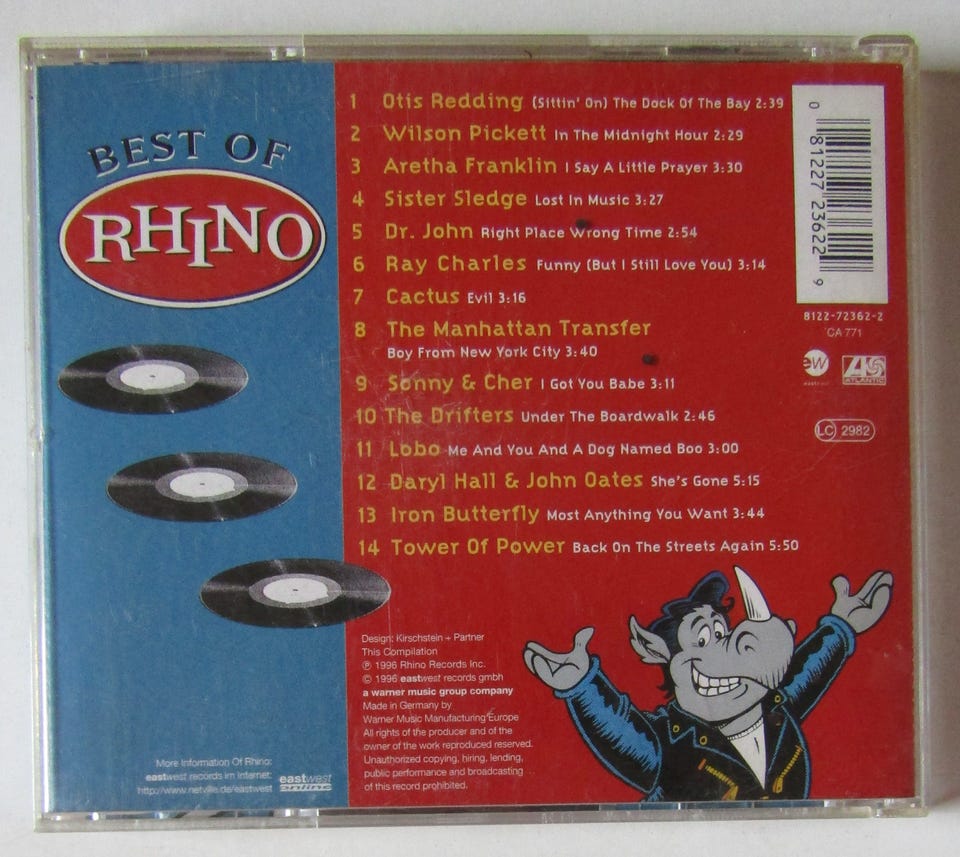 BEST OF
RHINO
1 Otis Redding (Sittin' On) The Dock Of The Bay 2:39
2 Wilson Pickett In The Midnight Hour 2:29
3 Aretha Franklin I Say A Little Prayer 3:30
4 Sister Sledge Lost In Music 3:27
5 Dr. John Right Place Wrong Time 2:54
6 Ray Charles Funny (But I Still Love You) 3:14
7 Cactus Evil 3:16
8 The Manhattan Transfer
Boy From New York City 3:40
9 Sonny & Cher I Got You Babe 3:11
10 The Drifters Under The Boardwalk 2:46
11 Lobo Me And You And A Dog Named Boo 3:00
12 Daryl Hall & John Oates She's Gone 5:15
13 Iron Butterfly Most Anything You Want 3:44
14 Tower Of Power Back On The Streets Again 5:50
0 81227 23622 9
8122-72362-2
CA 771
ew
eastwest
ATLANTIC
LC 2982
Design: Kirschstein + Partner
This Compilation
℗ 1996 Rhino Records Inc.
© 1996 eastwest records gmbh
a warner music group company
Made in Germany by
Warner Music Manufacturing Europe
All rights of the producer and of the
owner of the work reproduced reserved.
Unauthorized copying, hiring, lending,
public performance and broadcasting
of this record prohibited.
More Information Of Rhino:
eastwest records im Internet:
http://www.netville.de/eastwest
eastwest
online